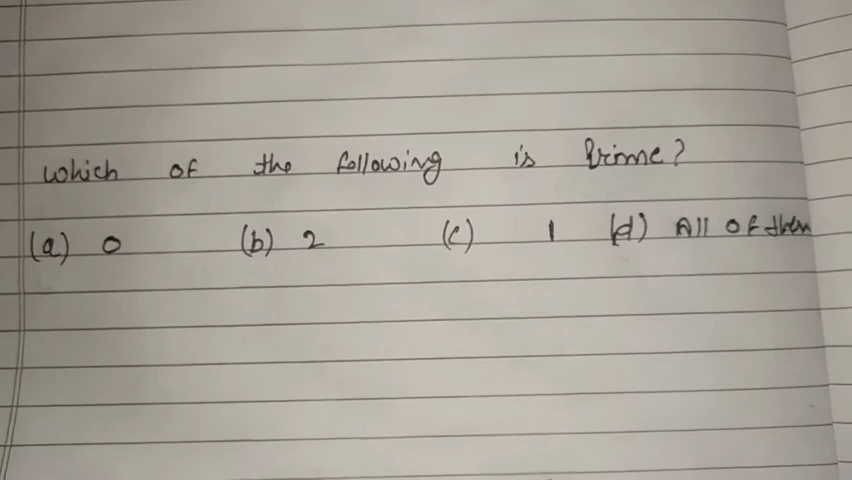 which of the following is Prime?
(a) 0 (b) 2 (c) 1 (d) All of them